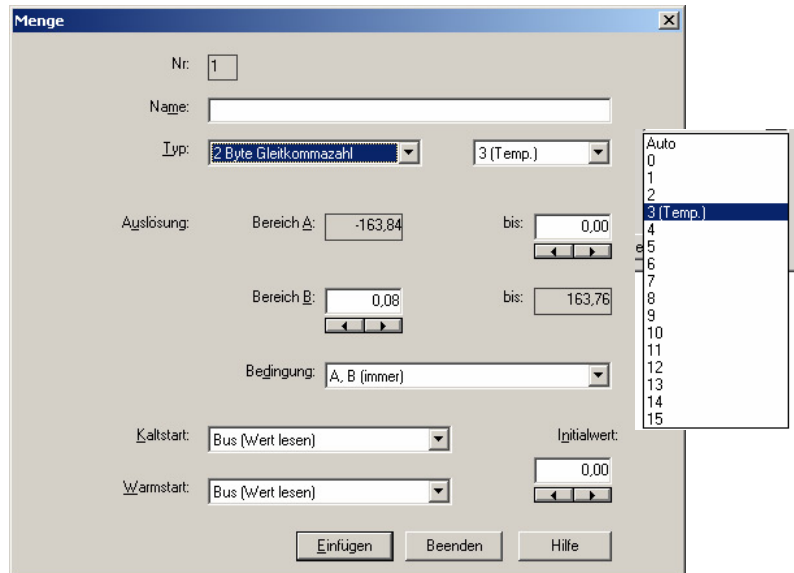 Menge
Nr: 1
Name:
Typ: 2 Byte Gleitkommazahl 3 (Temp.)
Auslösung: Bereich A: -163,84 bis: 0,00
Bereich B: 0,08 bis: 163,76
Bedingung: A, B (immer)
Kaltstart: Bus (Wert lesen) Initialwert:
0,00
Warmstart: Bus (Wert lesen)
Einfügen Beenden Hilfe
Auto
0
1
2
3 (Temp.)
4
e5
6
7
8
9
10
11
12
13
14
15